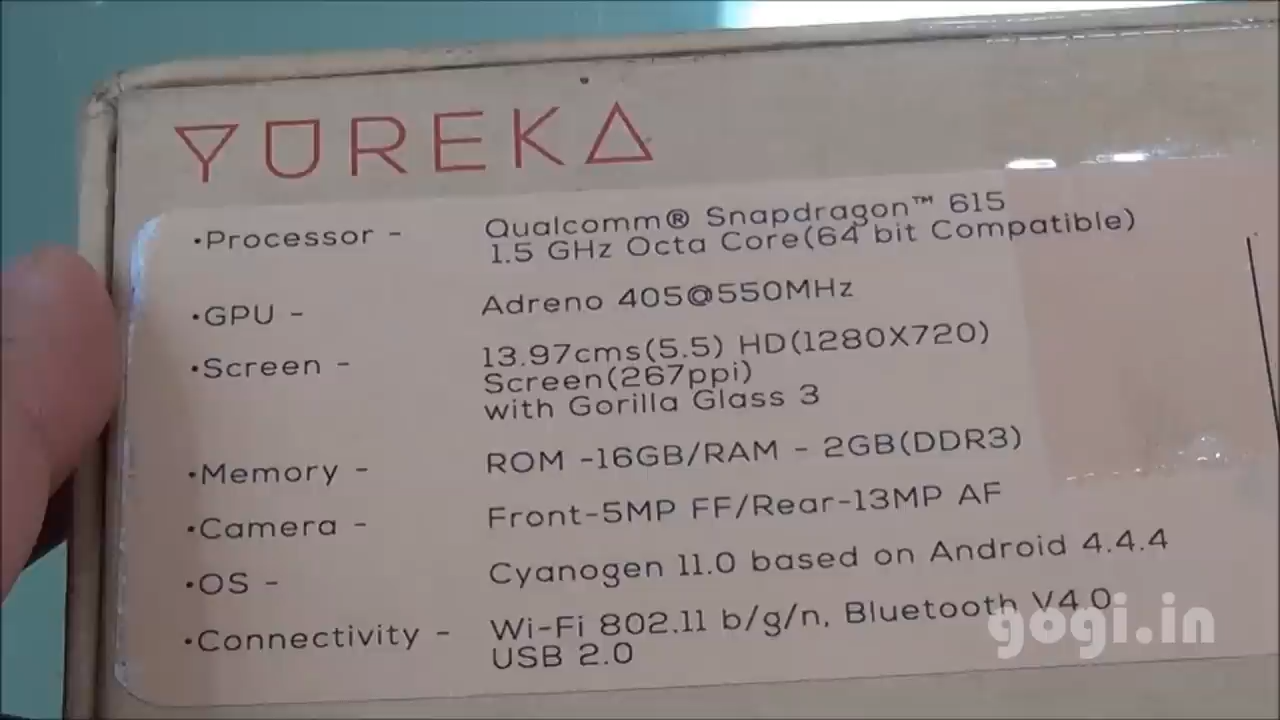 YUREKA
•Processor - Qualcomm® Snapdragon™ 615
1.5 GHz Octa Core(64 bit Compatible)
•GPU - Adreno 405@550MHz
•Screen - 13.97cms(5.5) HD(1280X720)
Screen(267ppi)
with Gorilla Glass 3
•Memory - ROM -16GB/RAM - 2GB(DDR3)
•Camera - Front-5MP FF/Rear-13MP AF
•OS - Cyanogen 11.0 based on Android 4.4.4
•Connectivity - Wi-Fi 802.11 b/g/n, Bluetooth V4.0
USB 2.0
gogi.in